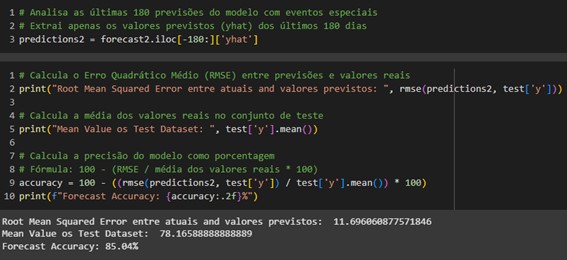 1 # Analisa as últimas 180 previsões do modelo com eventos especiais
2 # Extrai apenas os valores previstos (yhat) dos últimos 180 dias
3 predictions2 = forecast2.iloc[-180:]['yhat']
1 # Calcula o Erro Quadrático Médio (RMSE) entre previsões e valores reais
2 print("Root Mean Squared Error entre atuais and valores previstos: ", rmse(predictions2, test['y']))
3
4 # Calcula a média dos valores reais no conjunto de teste
5 print("Mean Value os Test Dataset: ", test['y'].mean())
6
7 # Calcula a precisão do modelo como porcentagem
8 # Fórmula: 100 - (RMSE / média dos valores reais * 100)
9 accuracy = 100 - ((rmse(predictions2, test['y']) / test['y'].mean()) * 100)
10 print(f"Forecast Accuracy: {accuracy:.2f}%")
Root Mean Squared Error entre atuais and valores previstos:  11.696060877571846
Mean Value os Test Dataset:  78.16588888888889
Forecast Accuracy: 85.04%